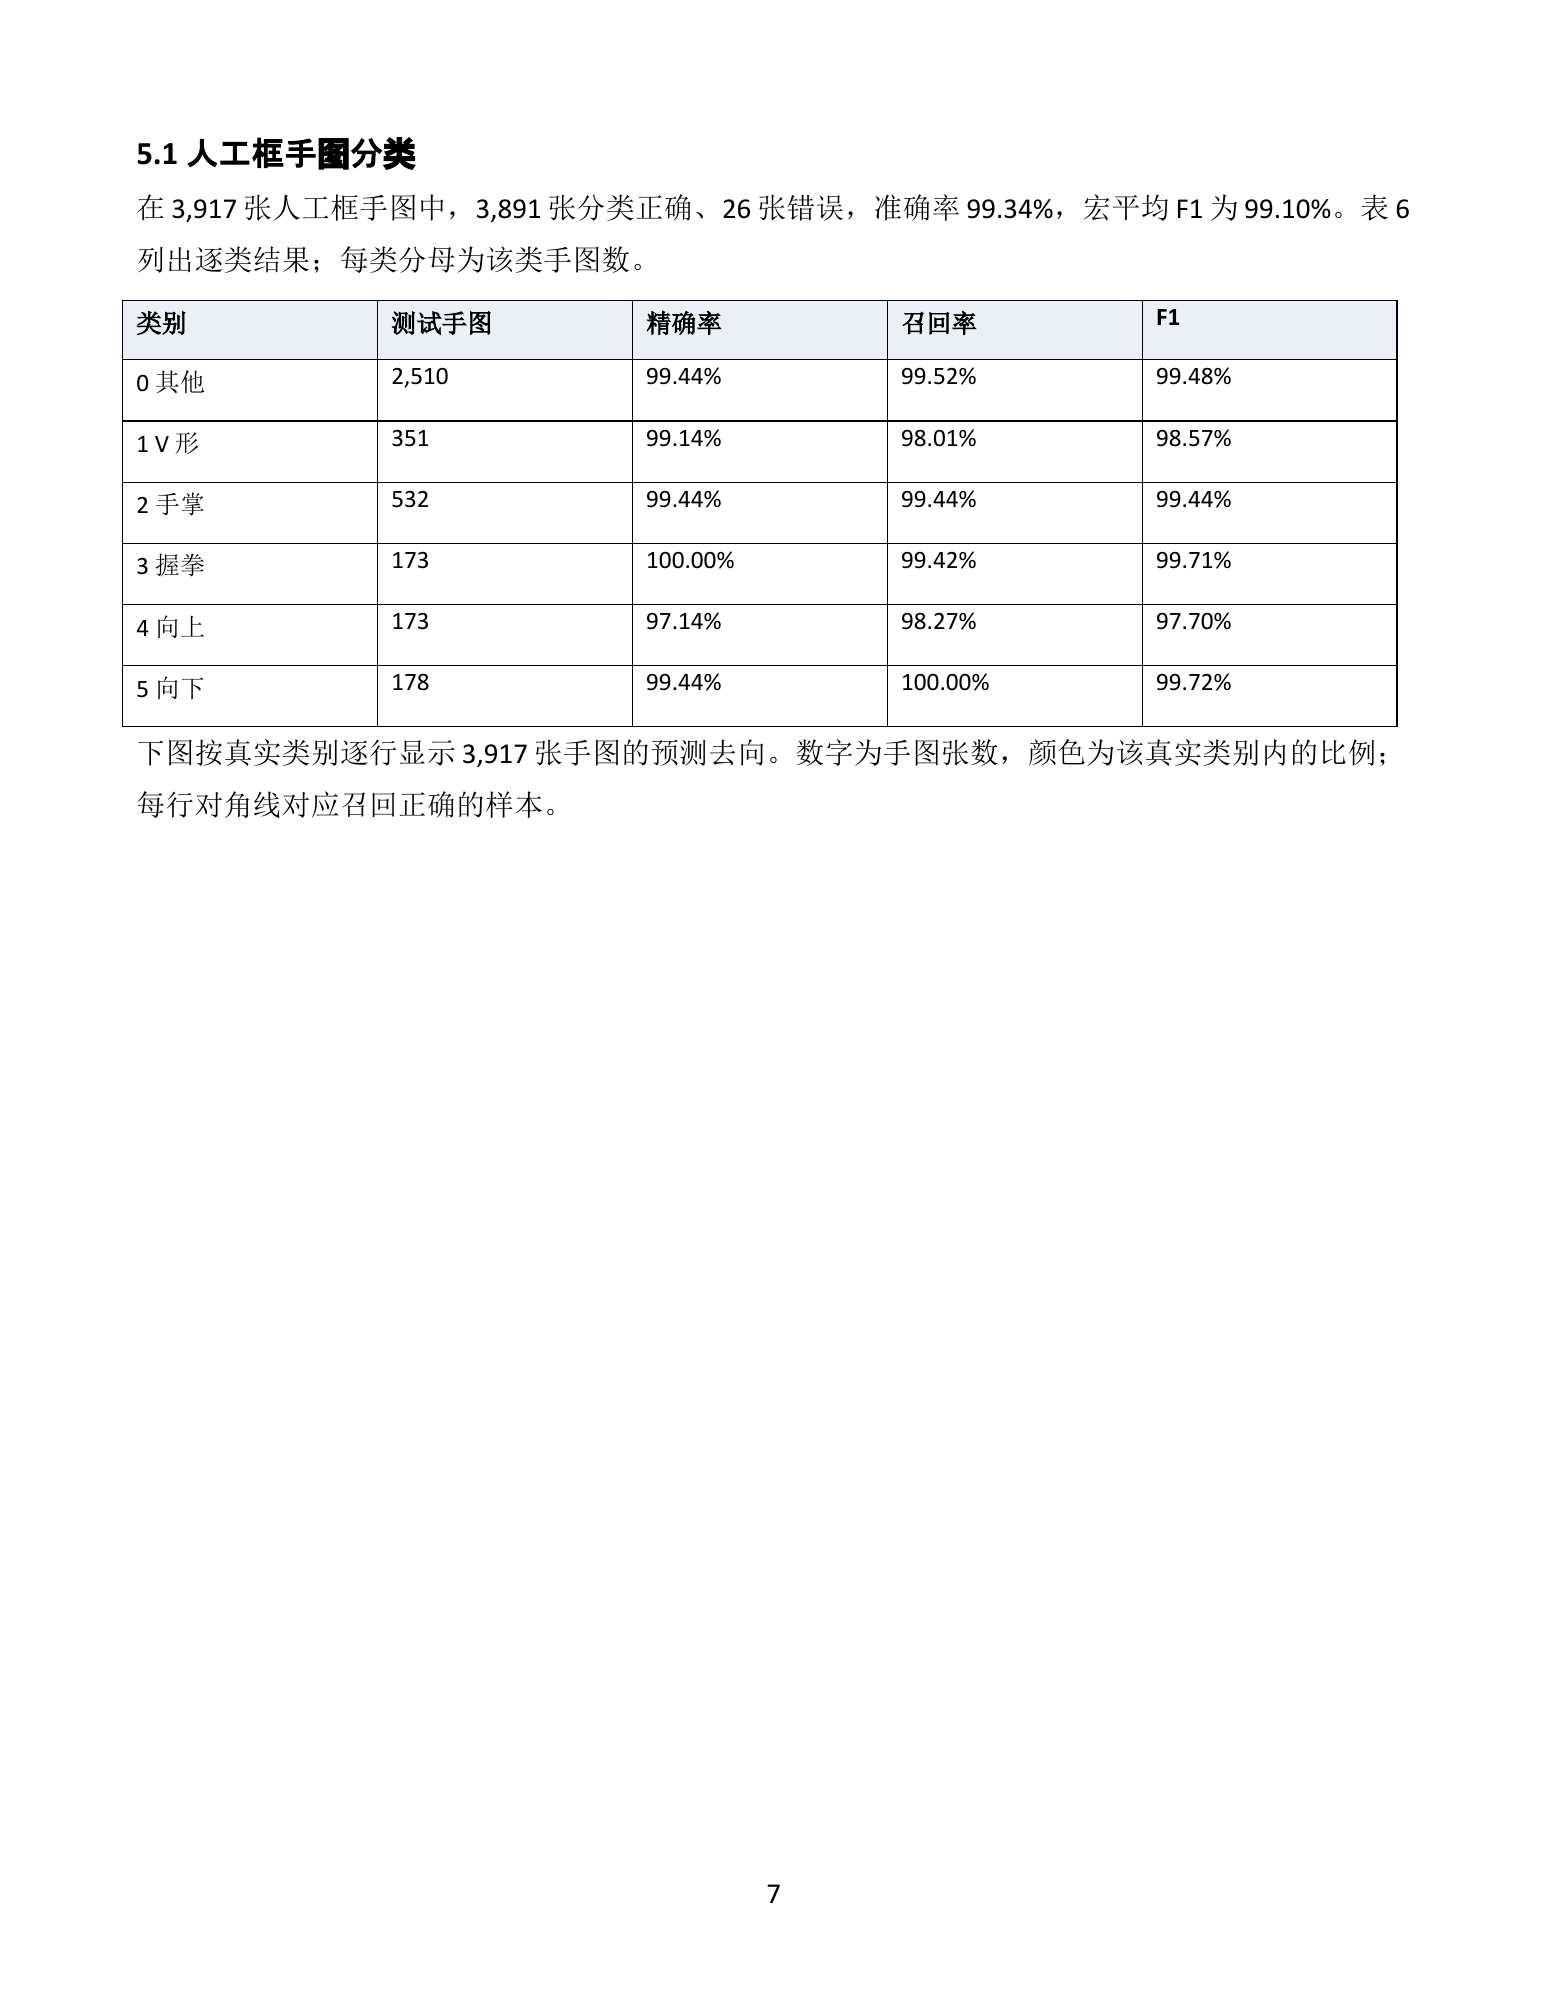 5.1 人工框手图分类
在 3,917 张人工框手图中，3,891 张分类正确、26 张错误，准确率 99.34%，宏平均 F1 为 99.10%。表 6
列出逐类结果；每类分母为该类手图数。
类别 测试手图 精确率 召回率 F1
0 其他 2,510 99.44% 99.52% 99.48%
1 V 形 351 99.14% 98.01% 98.57%
2 手掌 532 99.44% 99.44% 99.44%
3 握拳 173 100.00% 99.42% 99.71%
4 向上 173 97.14% 98.27% 97.70%
5 向下 178 99.44% 100.00% 99.72%
下图按真实类别逐行显示 3,917 张手图的预测去向。数字为手图张数，颜色为该真实类别内的比例；
每行对角线对应召回正确的样本。
7